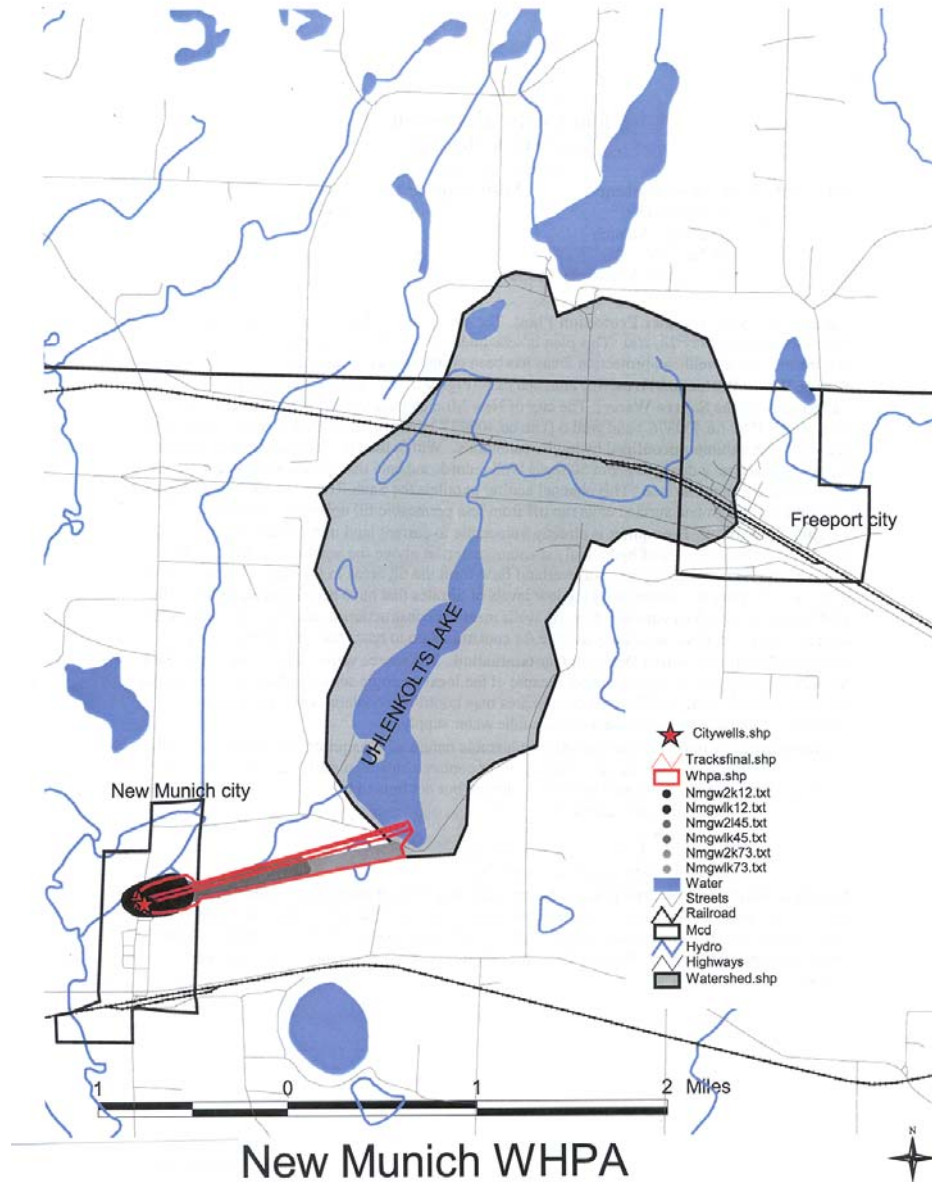 Freeport city
UHLENKOLTS LAKE
New Munich city
Citywells.shp
Tracksfinal.shp
Whpa.shp
Nmgw2k12.txt
Nmgwlk12.txt
Nmgw2l45.txt
Nmgwlk45.txt
Nmgw2k73.txt
Nmgwlk73.txt
Water
Streets
Railroad
Mcd
Hydro
Highways
Watershed.shp
1 0 1 2 Miles
New Munich WHPA
N